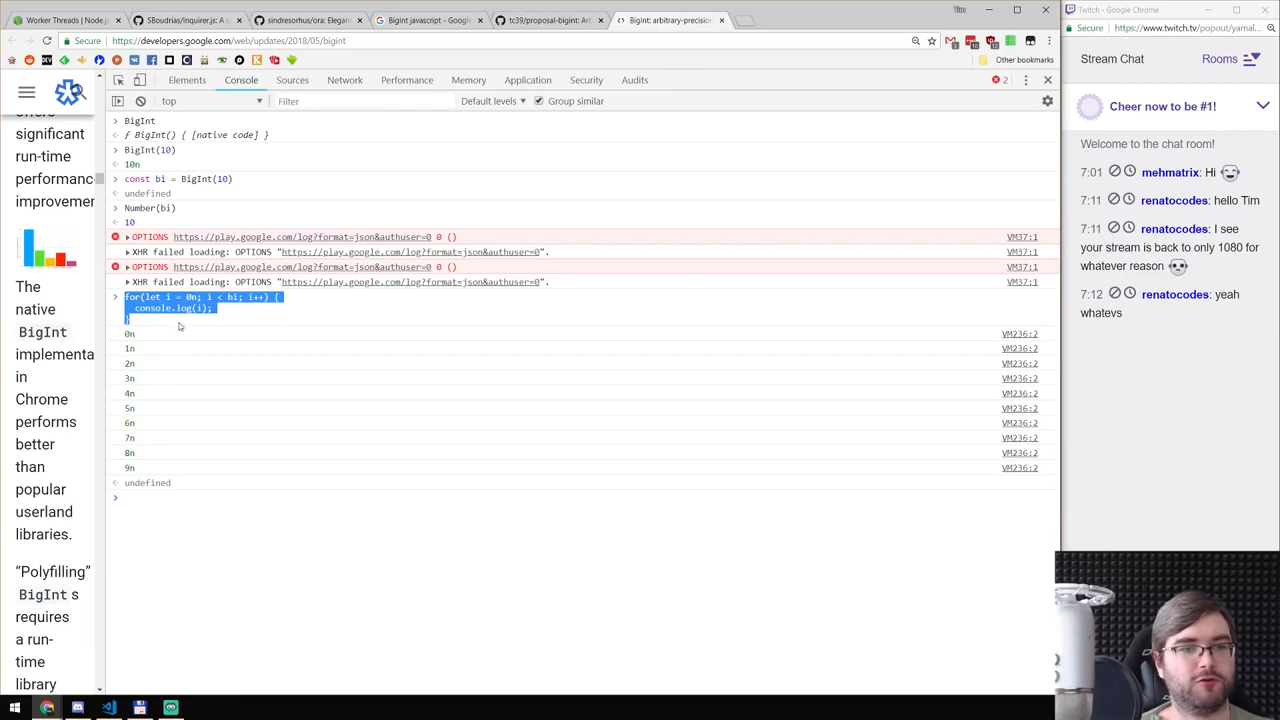 Worker Threads | Node.j
SBoudrias/Inquirer.js: A c
sindresorhus/ora: Elegan
BigInt javascript - Google
tc39/proposal-bigint: Arb
BigInt: arbitrary-precisio
Tim
Secure
https://developers.google.com/web/updates/2018/05/bigint
Other bookmarks
Elements Console Sources Network Performance Memory Application Security Audits
2
top
Filter
Default levels
Group similar
significant
run-time
performance
improvemen
The
native
BigInt
implementa
in
Chrome
performs
better
than
popular
userland
libraries.
“Polyfilling”
BigInt s
requires
a run-
time
library
BigInt
ƒ BigInt() { [native code] }
BigInt(10)
10n
const bi = BigInt(10)
undefined
Number(bi)
10
OPTIONS https://play.google.com/log?format=json&authuser=0 0 () VM37:1
XHR failed loading: OPTIONS "https://play.google.com/log?format=json&authuser=0". VM37:1
OPTIONS https://play.google.com/log?format=json&authuser=0 0 () VM37:1
XHR failed loading: OPTIONS "https://play.google.com/log?format=json&authuser=0". VM37:1
for(let i = 0n; i < bi; i++) {
console.log(i);
}
0n VM236:2
1n VM236:2
2n VM236:2
3n VM236:2
4n VM236:2
5n VM236:2
6n VM236:2
7n VM236:2
8n VM236:2
9n VM236:2
undefined
Twitch - Google Chrome
Secure https://www.twitch.tv/popout/yamal...
Stream Chat
Rooms
Cheer now to be #1!
Welcome to the chat room!
7:01 mehmatrix: Hi
7:11 renatocodes: hello Tim
7:11 renatocodes: I see
your stream is back to only 1080 for
whatever reason
7:12 renatocodes: yeah
whatevs